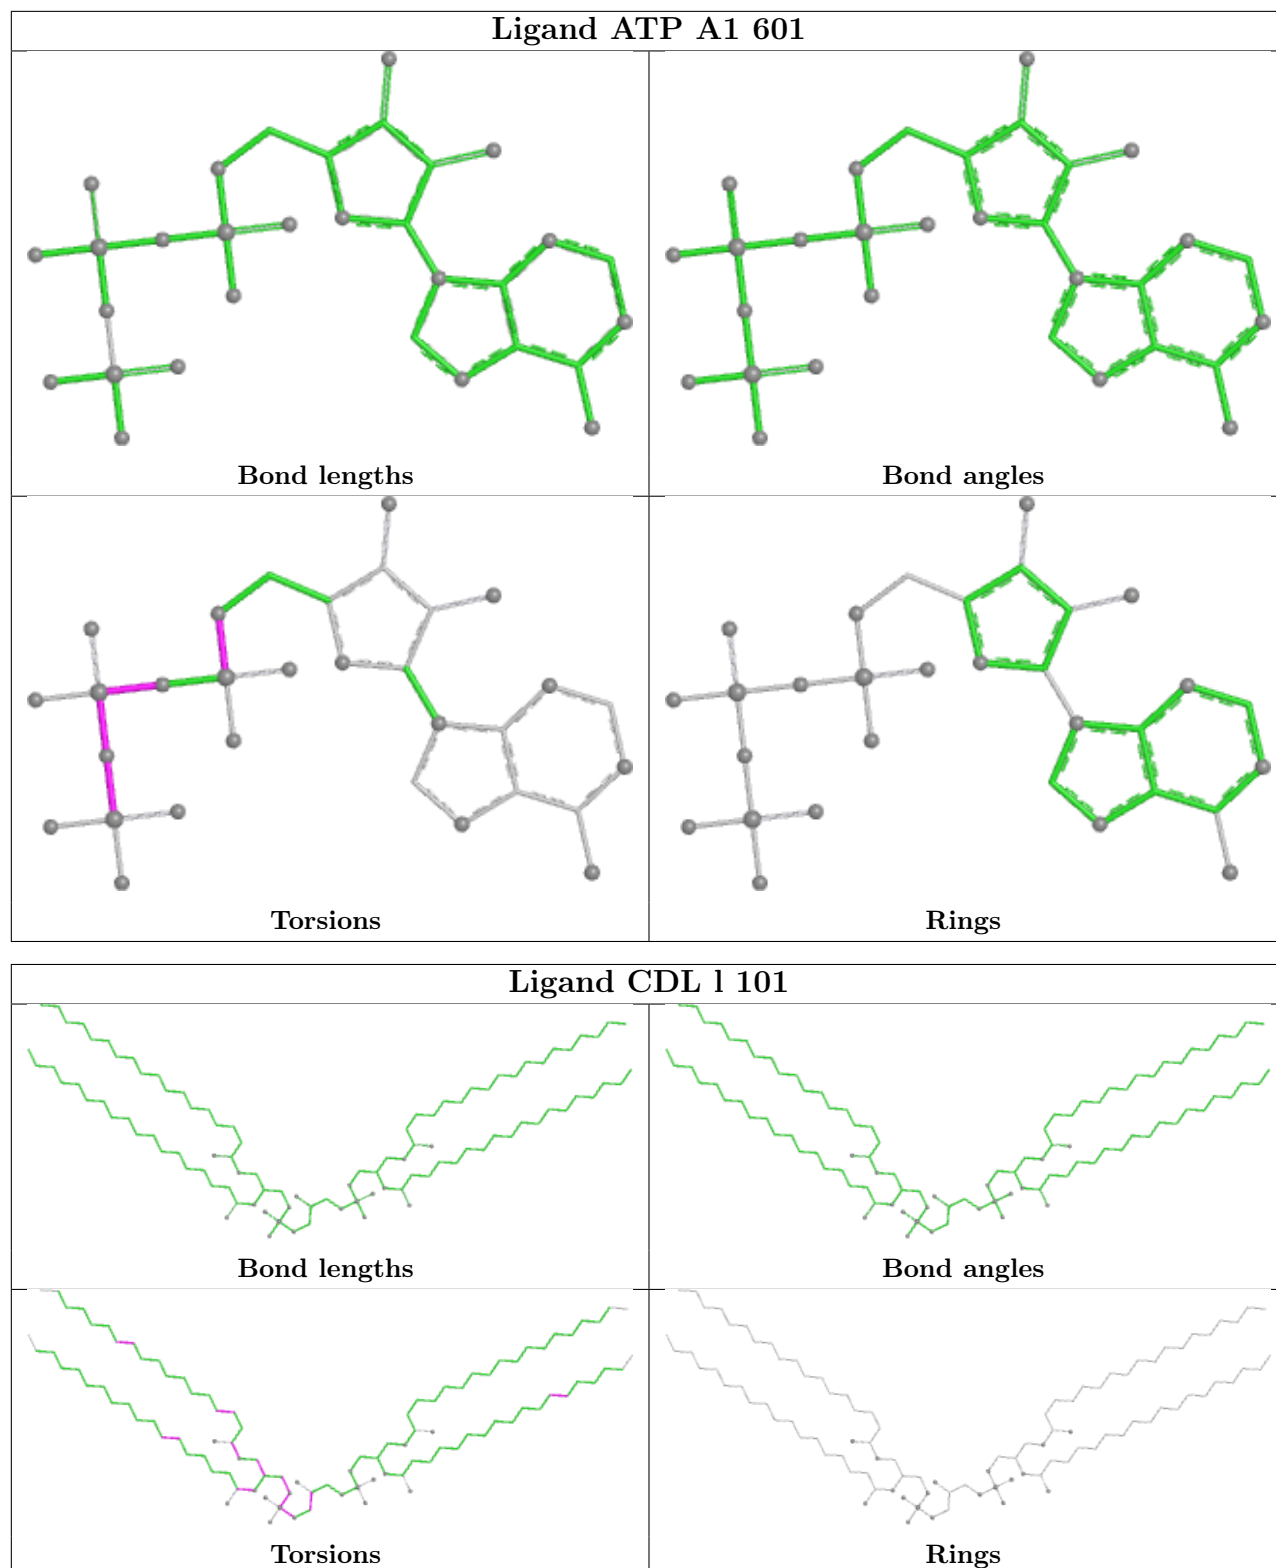 Ligand ATP A1 601
Bond lengths
Bond angles
Torsions
Rings
Ligand CDL l 101
Bond lengths
Bond angles
Torsions
Rings